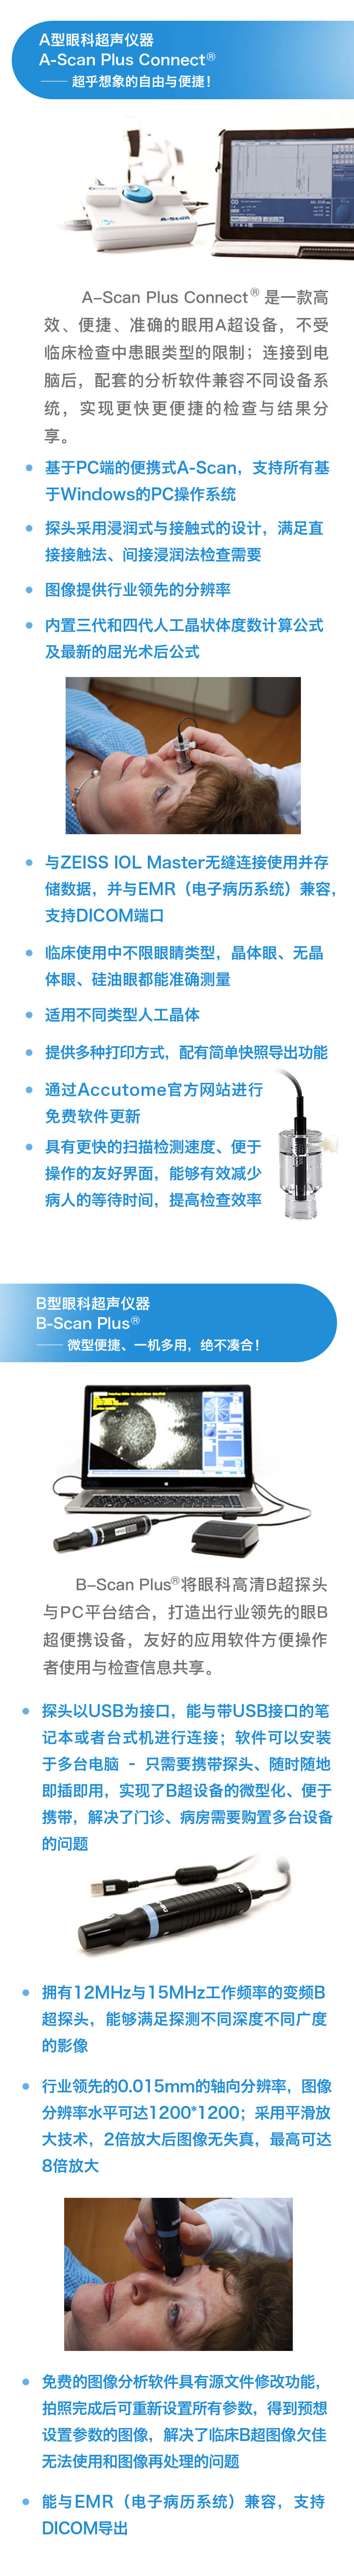 A型眼科超声仪器
A-Scan Plus Connect®
—— 超乎想象的自由与便捷！
A-Scan
A-Scan Plus Connect® 是一款高
效、便捷、准确的眼用A超设备，不受
临床检查中患眼类型的限制；连接到电
脑后，配套的分析软件兼容不同设备系
统，实现更快更便捷的检查与结果分
享。
● 基于PC端的便携式A-Scan，支持所有基
于Windows的PC操作系统
● 探头采用浸润式与接触式的设计，满足直
接接触法、间接浸润法检查需要
● 图像提供行业领先的分辨率
● 内置三代和四代人工晶状体度数计算公式
及最新的屈光术后公式
● 与ZEISS IOL Master无缝连接使用并存
储数据，并与EMR（电子病历系统）兼容，
支持DICOM端口
● 临床使用中不限眼睛类型，晶体眼、无晶
体眼、硅油眼都能准确测量
● 适用不同类型人工晶体
● 提供多种打印方式，配有简单快照导出功能
● 通过Accutome官方网站进行
免费软件更新
● 具有更快的扫描检测速度、便于
操作的友好界面，能够有效减少
病人的等待时间，提高检查效率
B型眼科超声仪器
B-Scan Plus®
—— 微型便捷、一机多用，绝不凑合！
B-Scan Plus®将眼科高清B超探头
与PC平台结合，打造出行业领先的眼B
超便携设备，友好的应用软件方便操作
者使用与检查信息共享。
● 探头以USB为接口，能与带USB接口的笔
记本或者台式机进行连接；软件可以安装
于多台电脑 - 只需要携带探头、随时随地
即插即用，实现了B超设备的微型化、便于
携带，解决了门诊、病房需要购置多台设备
的问题
● 拥有12MHz与15MHz工作频率的变频B
超探头，能够满足探测不同深度不同广度
的影像
● 行业领先的0.015mm的轴向分辨率，图像
分辨率水平可达1200*1200；采用平滑放
大技术，2倍放大后图像无失真，最高可达
8倍放大
● 免费的图像分析软件具有源文件修改功能，
拍照完成后可重新设置所有参数，得到预想
设置参数的图像，解决了临床B超图像欠佳
无法使用和图像再处理的问题
● 能与EMR（电子病历系统）兼容，支持
DICOM导出